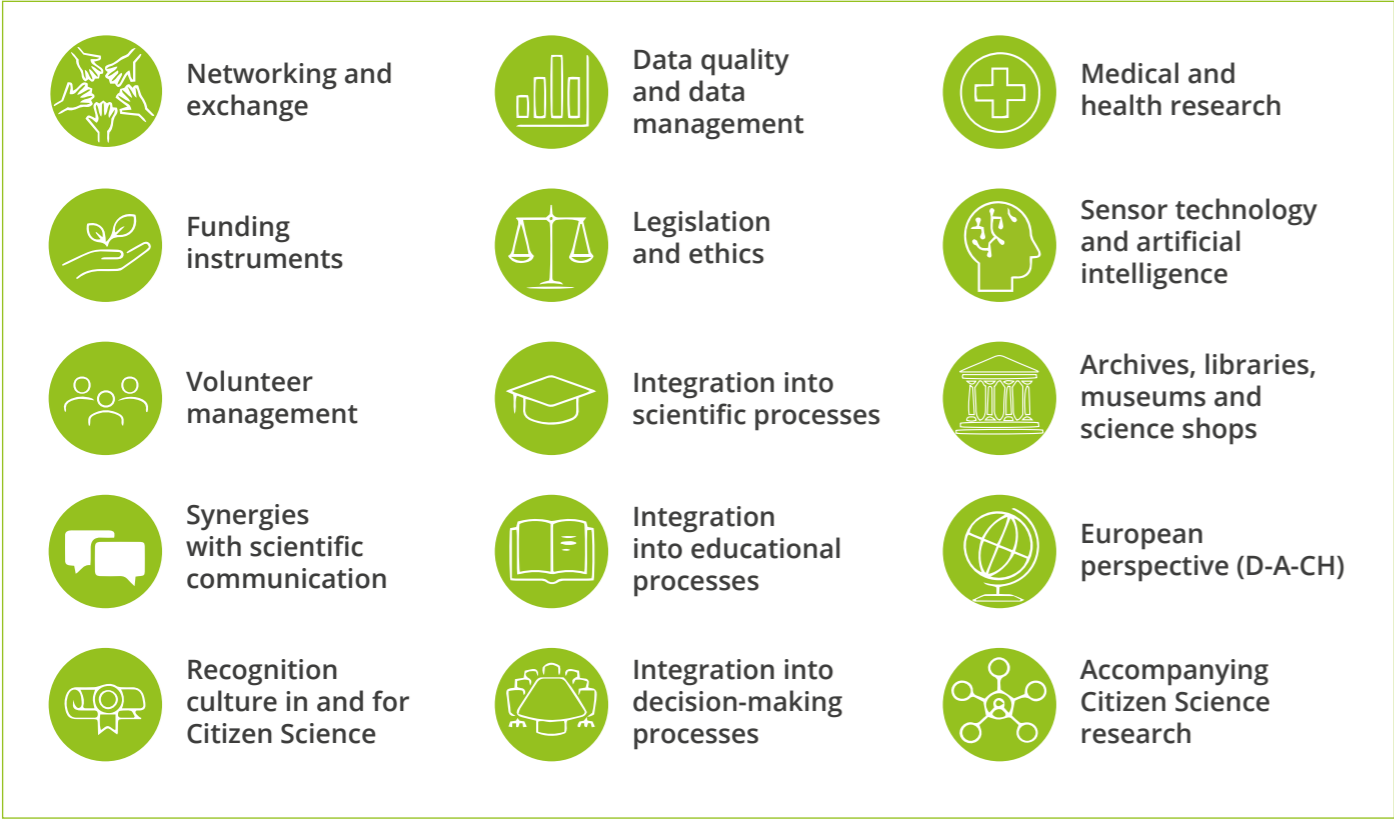 Networking and
exchange
Funding
instruments
Volunteer
management
Synergies
with scientific
communication
Recognition
culture in and for
Citizen Science
Data quality
and data
management
Legislation
and ethics
Integration into
scientific processes
Integration
into educational
processes
Integration into
decision-making
processes
Medical and
health research
Sensor technology
and artificial
intelligence
Archives, libraries,
museums and
science shops
European
perspective (D-A-CH)
Accompanying
Citizen Science
research